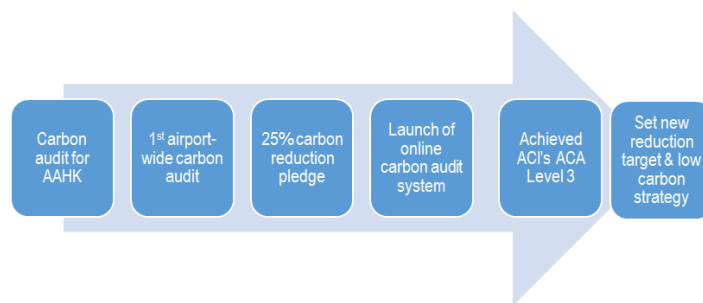 Carbon
audit for
AAHK
1st airport-
wide carbon
audit
25% carbon
reduction
pledge
Launch of
online
carbon audit
system
Achieved
ACI's ACA
Level 3
Set new
reduction
target & low
carbon
strategy